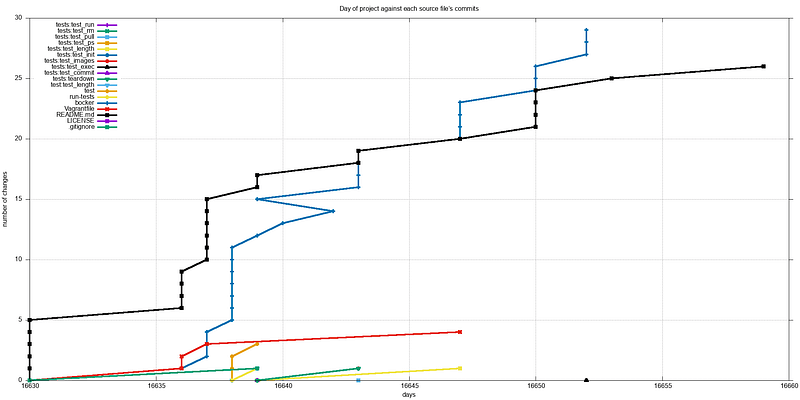 Day of project against each source file's commits
30
25
20
15
10
5
0
number of changes
tests:test_run
tests:test_rm
tests:test_pull
tests:test_ps
tests:test_length
tests:test_init
tests:test_images
tests:test_exec
tests:test_commit
tests:teardown
test:test_length
test
run-tests
bocker
Vagrantfile
README.md
LICENSE
.gitignore
16630
16635
16640
16645
16650
16655
16660
days